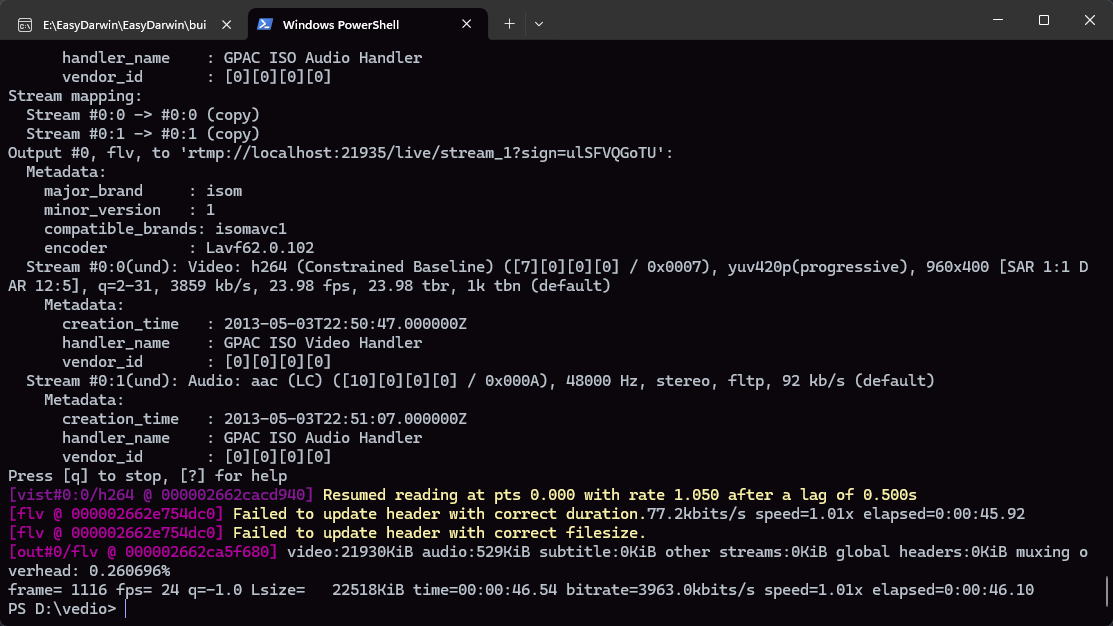 E:\EasyDarwin\EasyDarwin\bui
Windows PowerShell
handler_name    : GPAC ISO Audio Handler
vendor_id       : [0][0][0][0]
Stream mapping:
Stream #0:0 -> #0:0 (copy)
Stream #0:1 -> #0:1 (copy)
Output #0, flv, to 'rtmp://localhost:21935/live/stream_1?sign=ulSFVQGoTU':
Metadata:
major_brand     : isom
minor_version   : 1
compatible_brands: isomavc1
encoder         : Lavf62.0.102
Stream #0:0(und): Video: h264 (Constrained Baseline) ([7][0][0][0] / 0x0007), yuv420p(progressive), 960x400 [SAR 1:1 D
AR 12:5], q=2-31, 3859 kb/s, 23.98 fps, 23.98 tbr, 1k tbn (default)
Metadata:
creation_time   : 2013-05-03T22:50:47.000000Z
handler_name    : GPAC ISO Video Handler
vendor_id       : [0][0][0][0]
Stream #0:1(und): Audio: aac (LC) ([10][0][0][0] / 0x000A), 48000 Hz, stereo, fltp, 92 kb/s (default)
Metadata:
creation_time   : 2013-05-03T22:51:07.000000Z
handler_name    : GPAC ISO Audio Handler
vendor_id       : [0][0][0][0]
Press [q] to stop, [?] for help
[vist#0:0/h264 @ 000002662cacd940] Resumed reading at pts 0.000 with rate 1.050 after a lag of 0.500s
[flv @ 000002662e754dc0] Failed to update header with correct duration.77.2kbits/s speed=1.01x elapsed=0:00:45.92
[flv @ 000002662e754dc0] Failed to update header with correct filesize.
[out#0/flv @ 000002662ca5f680] video:21930KiB audio:529KiB subtitle:0KiB other streams:0KiB global headers:0KiB muxing o
verhead: 0.260696%
frame= 1116 fps= 24 q=-1.0 Lsize=   22518KiB time=00:00:46.54 bitrate=3963.0kbits/s speed=1.01x elapsed=0:00:46.10
PS D:\vedio>